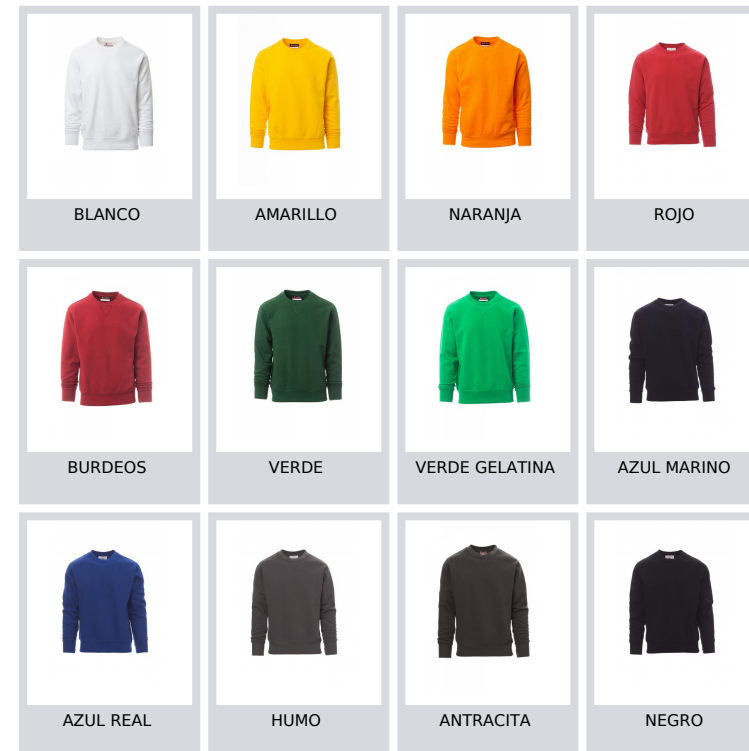 BLANCO
AMARILLO
NARANJA
ROJO
BURDEOS
VERDE
VERDE GELATINA
AZUL MARINO
AZUL REAL
HUMO
ANTRACITA
NEGRO